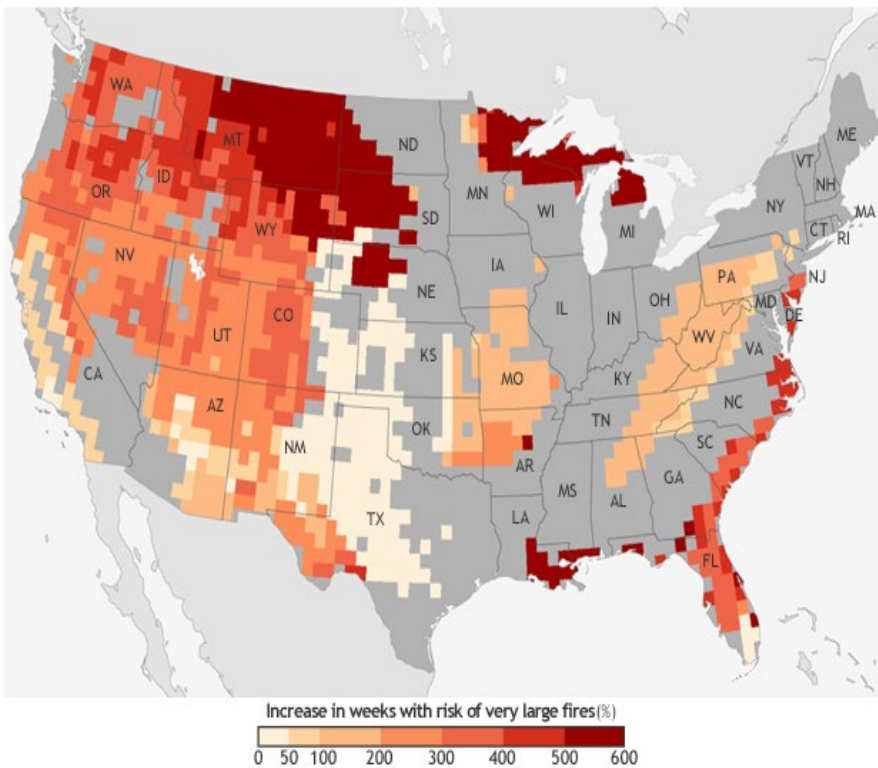 WA
MT
ND
ME
VT
NH
OR
ID
MN
WI
NY
MA
WY
SD
MI
CT
RI
NV
IA
NE
PA
NJ
IL
IN
OH
MD
DE
UT
CO
WV
VA
CA
KS
MO
KY
AZ
NM
OK
TN
NC
AR
SC
MS
AL
GA
TX
LA
FL
Increase in weeks with risk of very large fires (%)
0 50 100 200 300 400 500 600